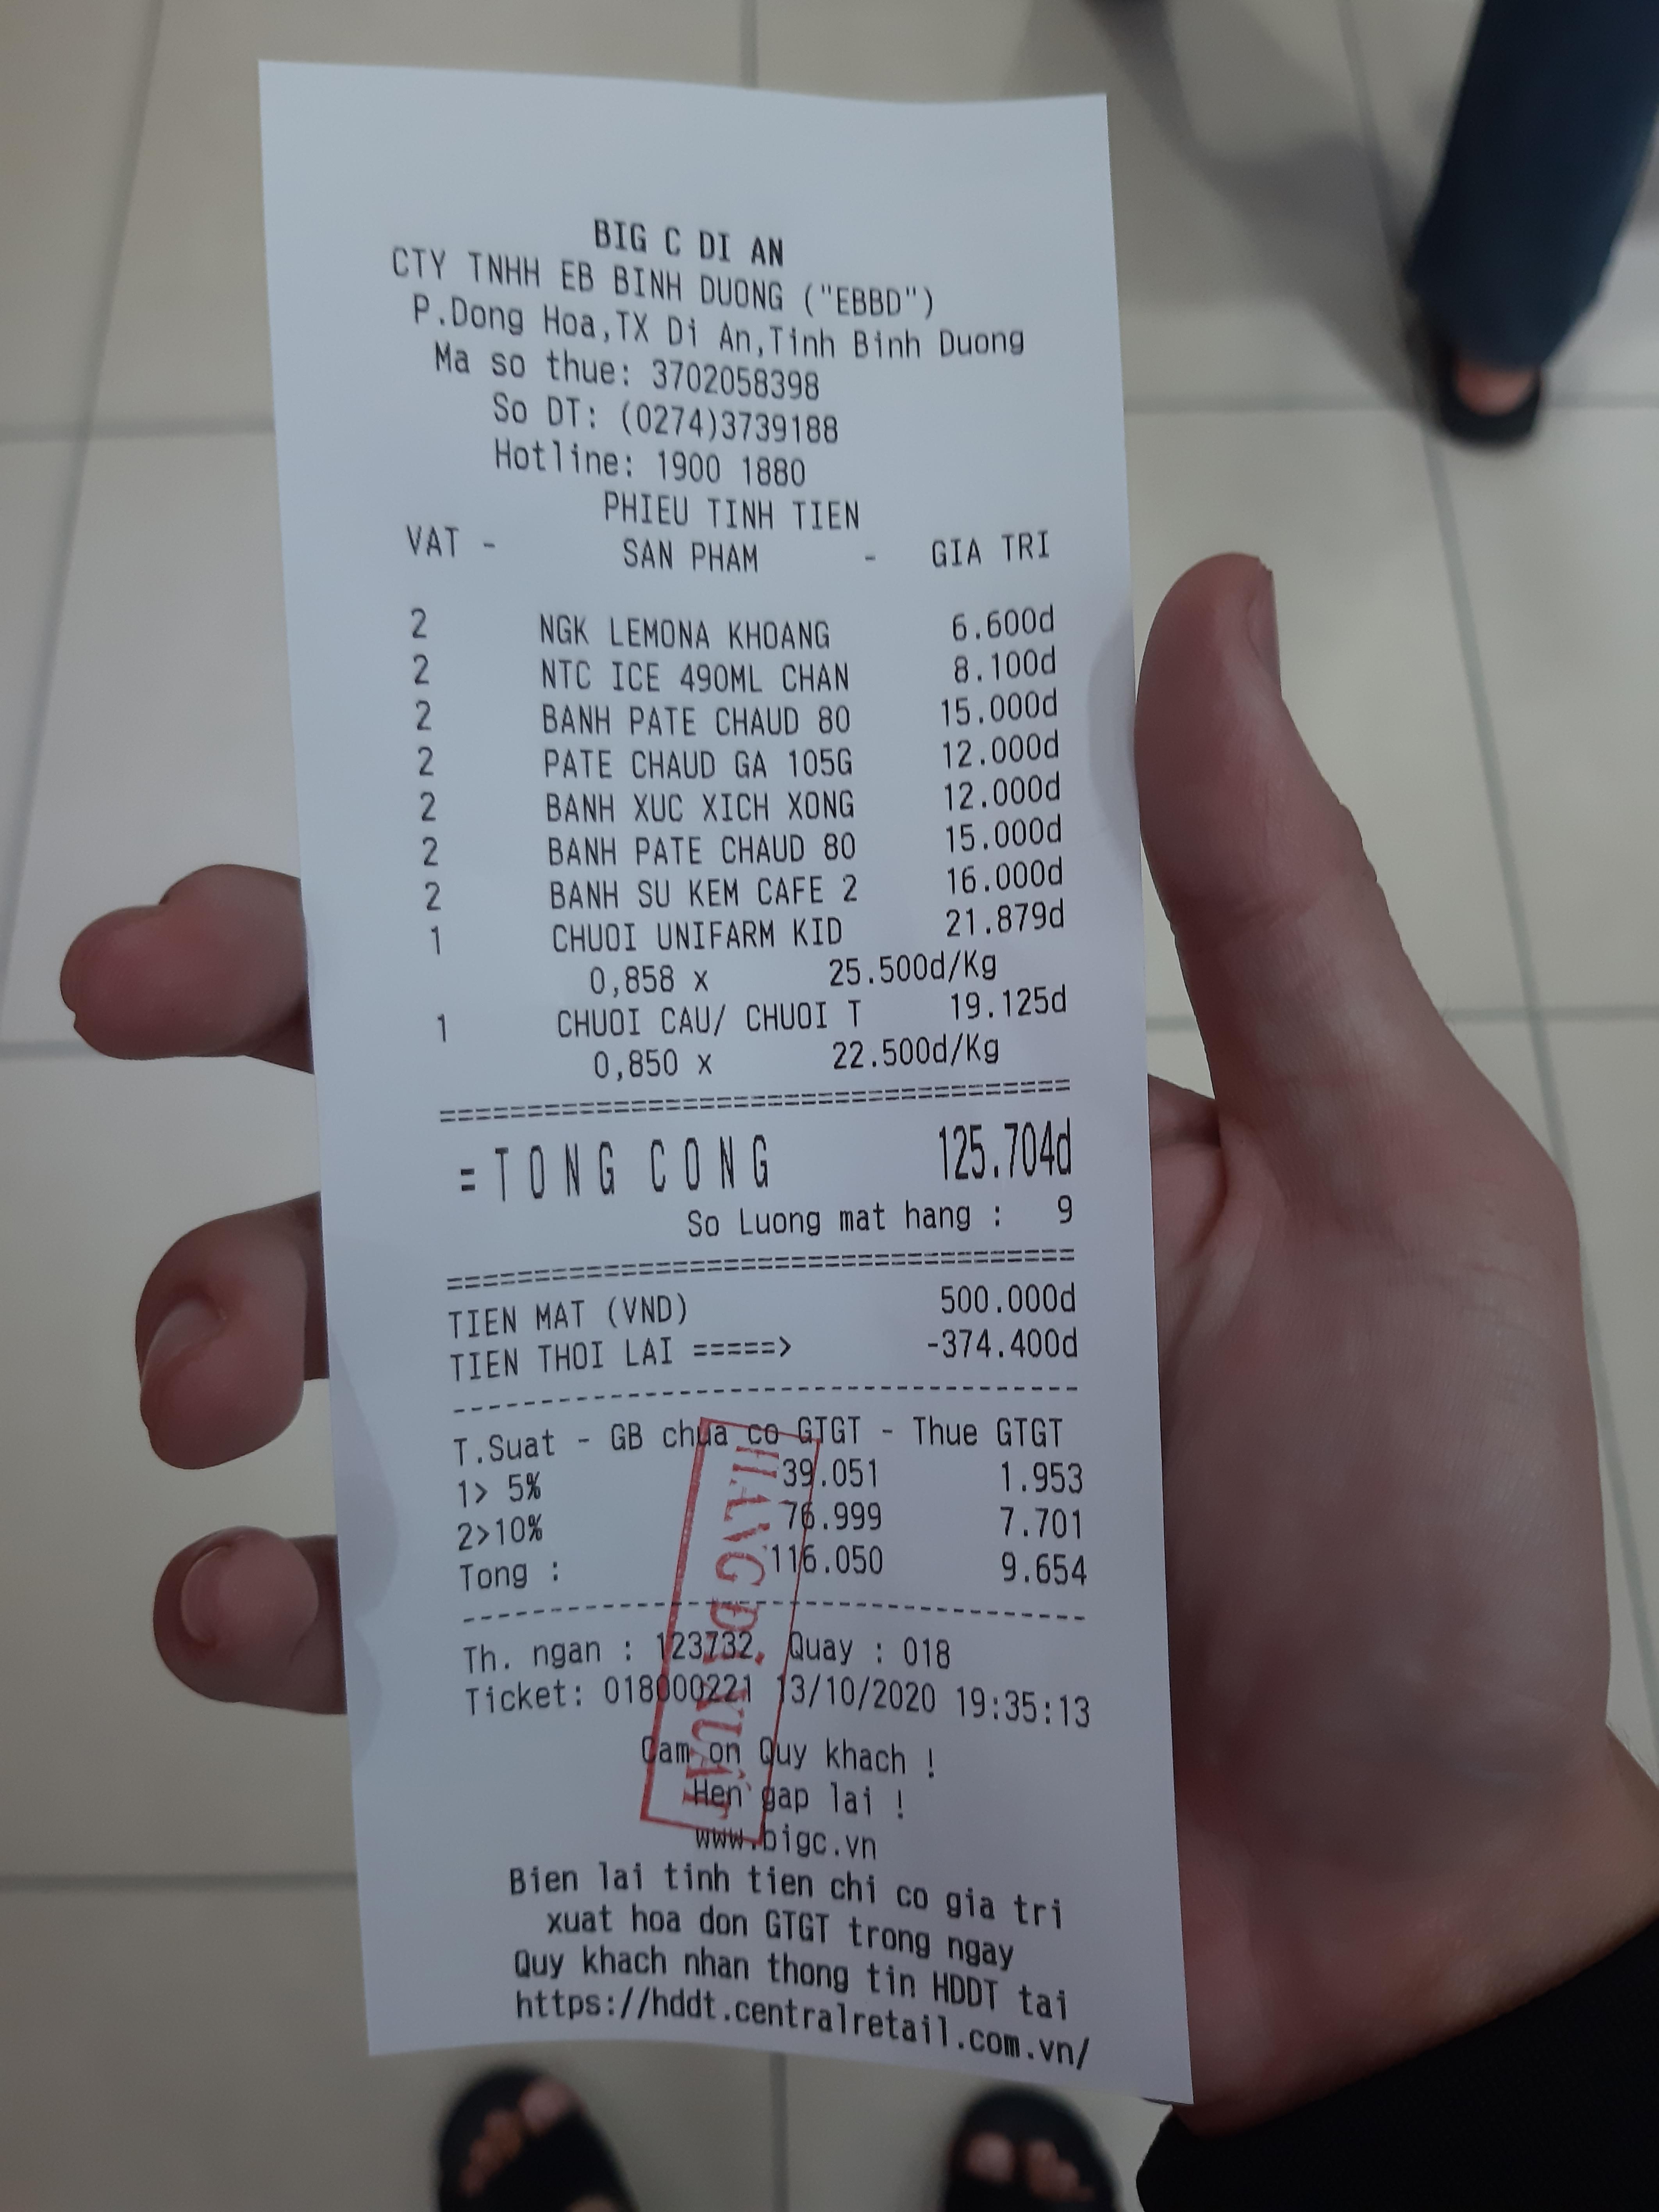 BIG C DI AN
CTY TNHH EB BINH DUONG ("EBBD")
P.Dong Hoa,TX Di An,Tinh Binh Duong
Ma so thue: 3702058398
So DT: (0274)3739188
Hotline: 1900 1880
PHIEU TINH TIEN
VAT - SAN PHAM - GIA TRI
2 NGK LEMONA KHOANG 6.600d
2 NTC ICE 490ML CHAN 8.100d
2 BANH PATE CHAUD 80 15.000d
2 PATE CHAUD GA 105G 12.000d
2 BANH XUC XICH XONG 12.000d
2 BANH PATE CHAUD 80 15.000d
2 BANH SU KEM CAFE 2 16.000d
1 CHUOI UNIFARM KID 21.879d
0,858 x 25.500d/Kg
1 CHUOI CAU/ CHUOI T 19.125d
0,850 x 22.500d/Kg
====================================
=TONG CONG 125.704d
So Luong mat hang : 9
====================================
TIEN MAT (VND) 500.000d
TIEN THOI LAI =====> -374.400d
------------------------------------
T.Suat - GB chua co GTGT - Thue GTGT
1> 5% 39.051 1.953
2>10% 76.999 7.701
Tong : 116.050 9.654
------------------------------------
Th. ngan : 123732, Quay : 018
Ticket: 018000221 13/10/2020 19:35:13
Cam on Quy khach !
Hen gap lai !
www.bigc.vn
Bien lai tinh tien chi co gia tri
xuat hoa don GTGT trong ngay
Quy khach nhan thong tin HDDT tai
https://hddt.centralretail.com.vn/
HÀNG ĐÃ XUẤT